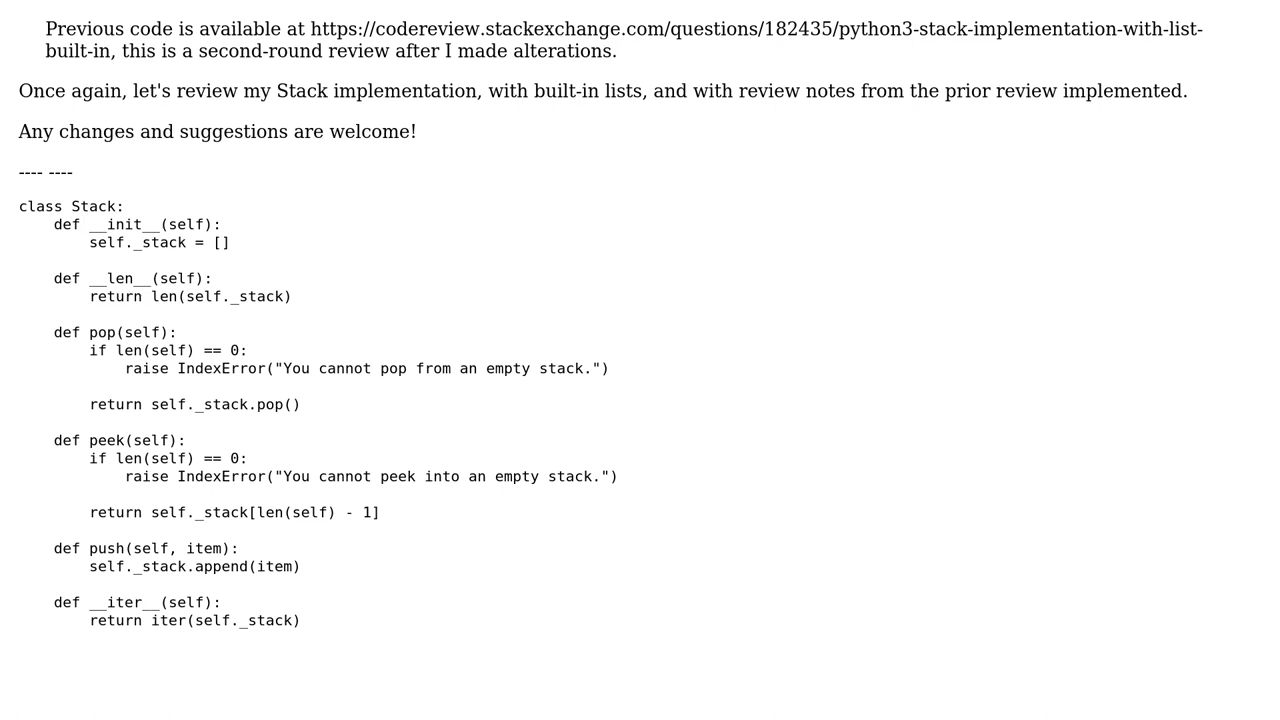 Previous code is available at https://codereview.stackexchange.com/questions/182435/python3-stack-implementation-with-list-
built-in, this is a second-round review after I made alterations.
Once again, let's review my Stack implementation, with built-in lists, and with review notes from the prior review implemented.
Any changes and suggestions are welcome!
---- ----
class Stack:
    def __init__(self):
        self._stack = []

    def __len__(self):
        return len(self._stack)

    def pop(self):
        if len(self) == 0:
            raise IndexError("You cannot pop from an empty stack.")

        return self._stack.pop()

    def peek(self):
        if len(self) == 0:
            raise IndexError("You cannot peek into an empty stack.")

        return self._stack[len(self) - 1]

    def push(self, item):
        self._stack.append(item)

    def __iter__(self):
        return iter(self._stack)